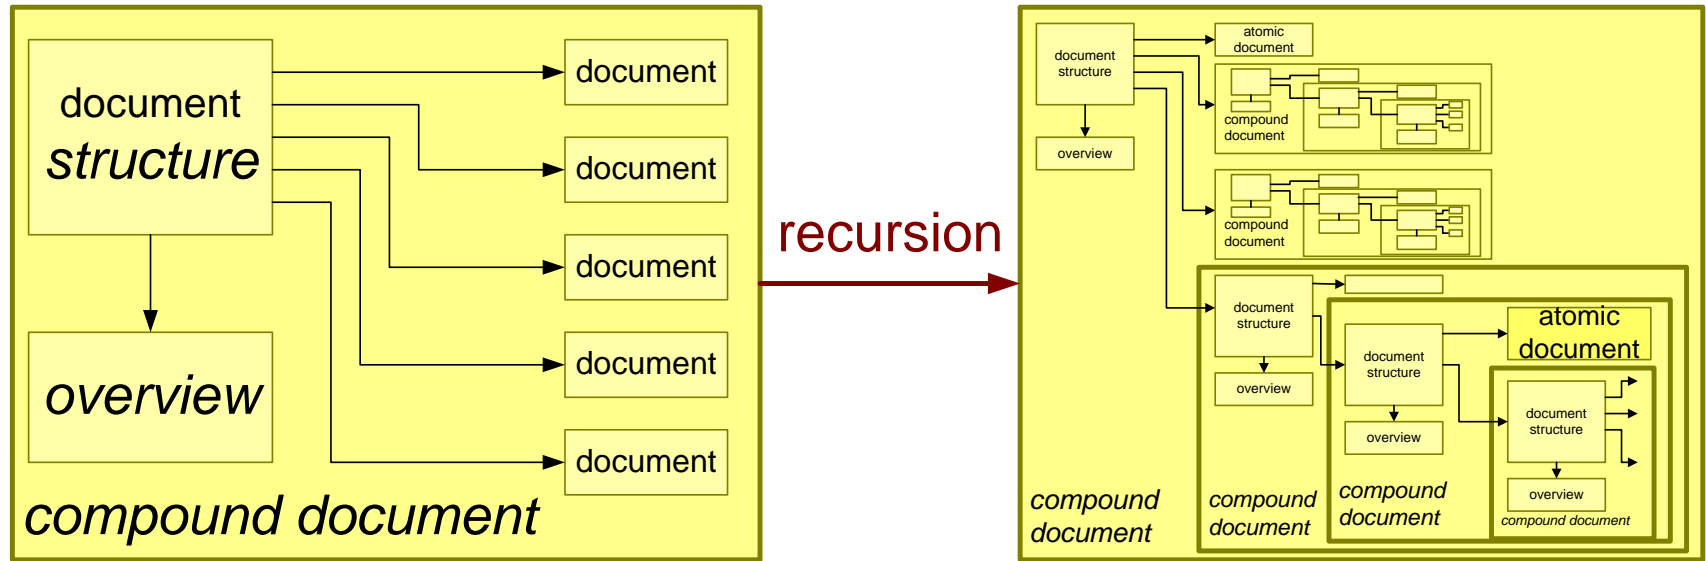 document
structure
overview
document
document
document
document
document
compound document
recursion
document
structure
overview
atomic
document
compound
document
compound
document
document
structure
overview
document
structure
overview
atomic
document
document
structure
overview
compound document
compound
document
compound
document
compound
document